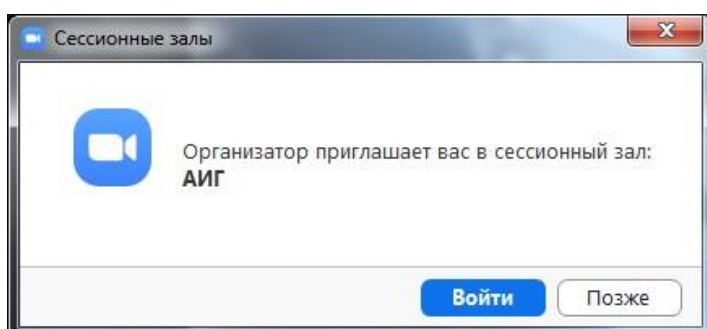 Сессионные залы
Организатор приглашает вас в сессионный зал:
АИГ
Войти
Позже